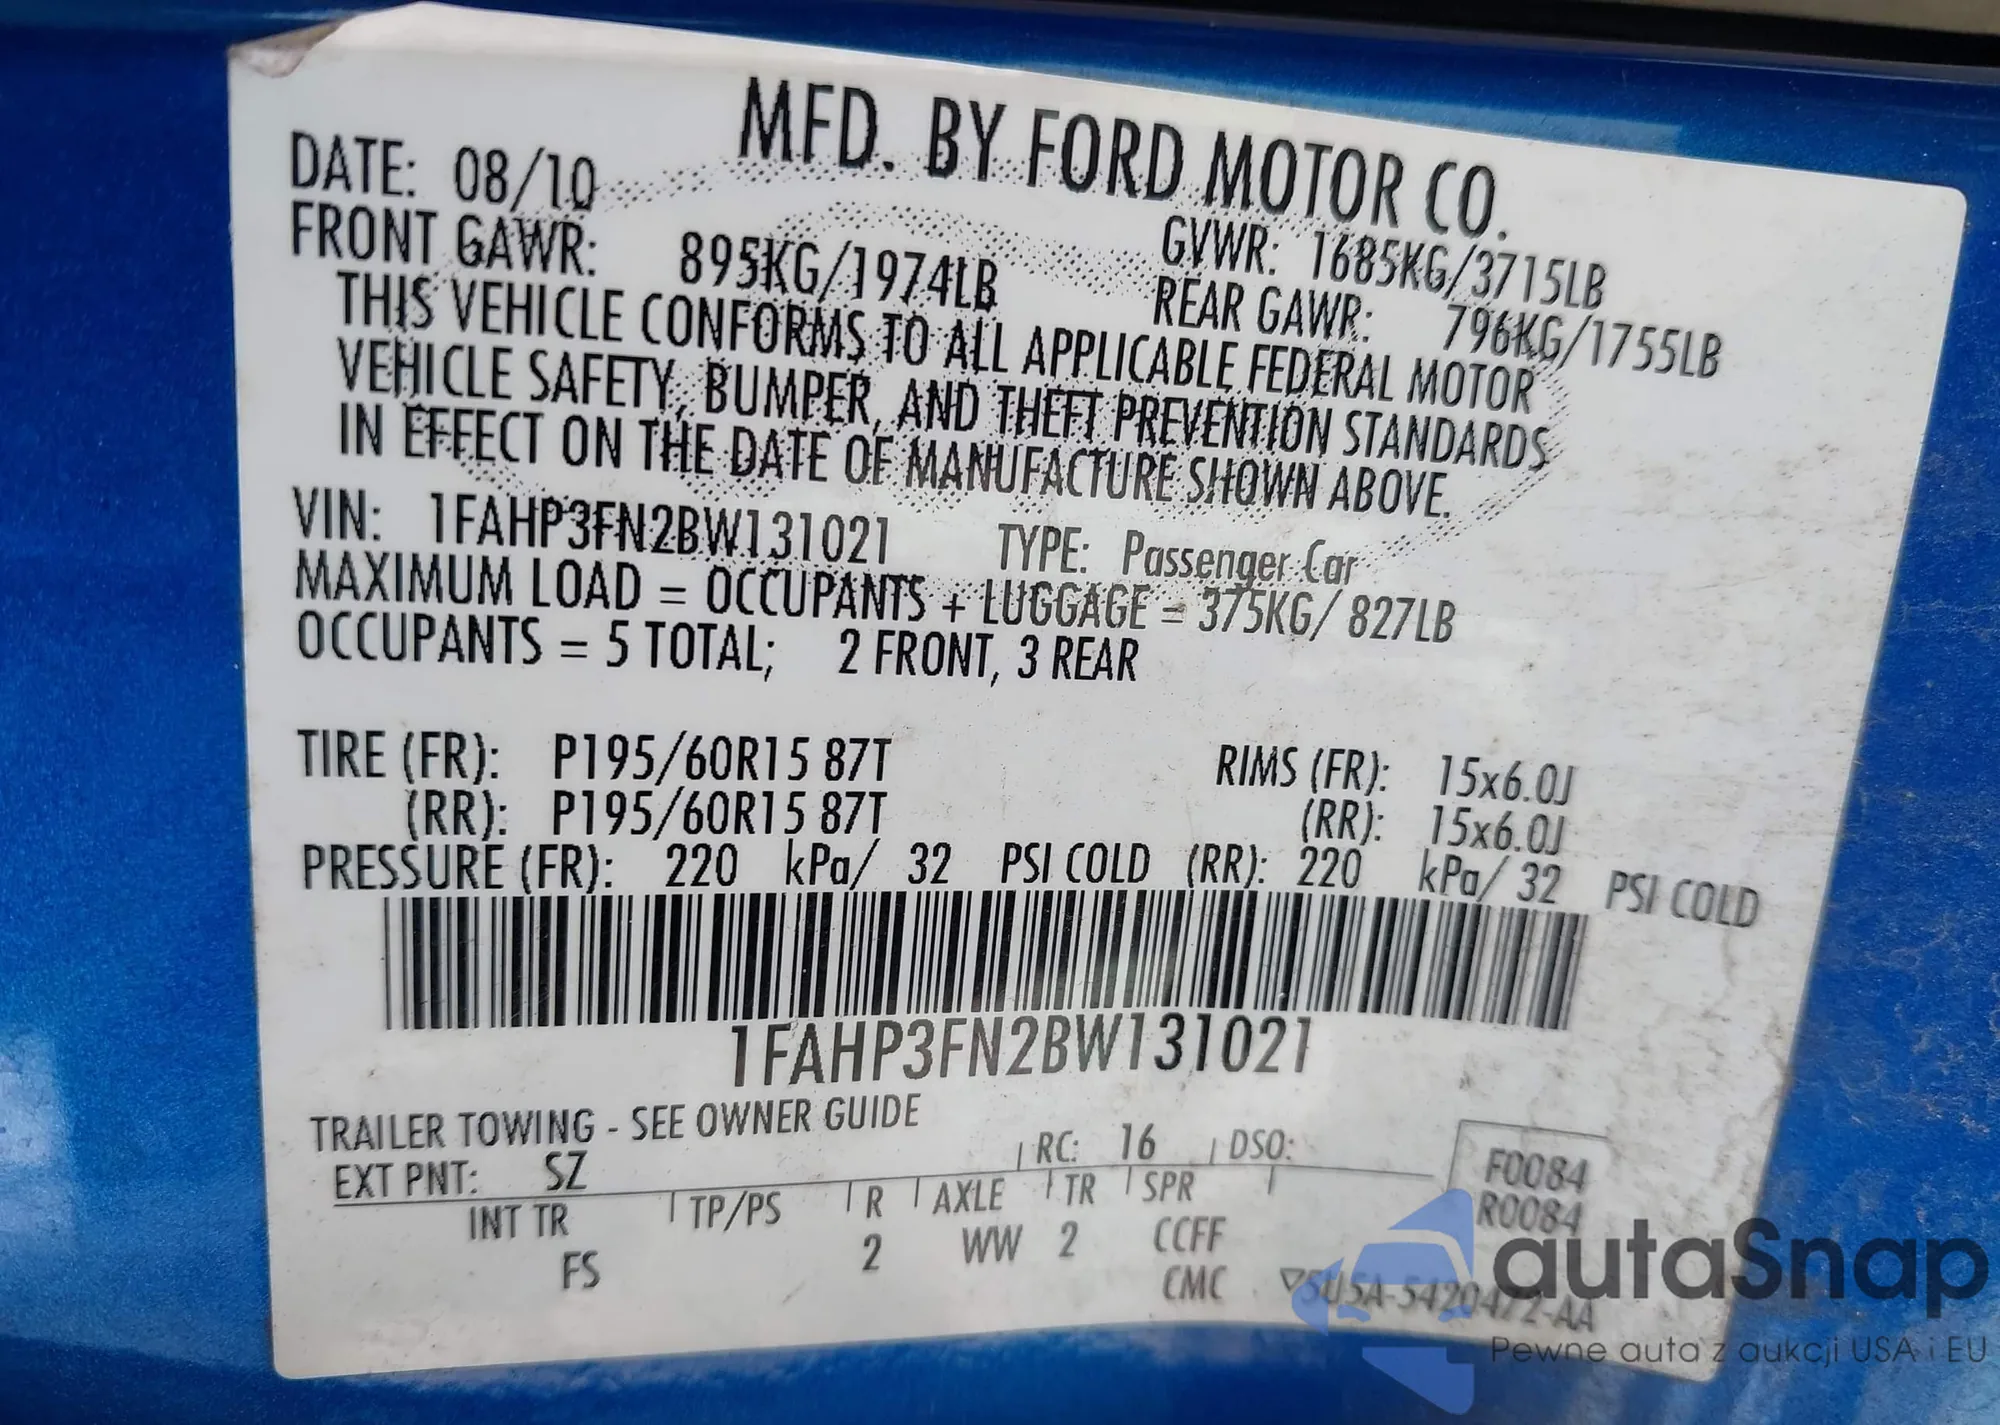 MFD. BY FORD MOTOR CO.
DATE: 08/10 GVWR: 1685KG/3715LB
FRONT GAWR: 895KG/1974LB REAR GAWR: 796KG/1755LB
THIS VEHICLE CONFORMS TO ALL APPLICABLE FEDERAL MOTOR
VEHICLE SAFETY, BUMPER, AND THEFT PREVENTION STANDARDS
IN EFFECT ON THE DATE OF MANUFACTURE SHOWN ABOVE.
VIN: 1FAHP3FN2BW131021 TYPE: Passenger Car
MAXIMUM LOAD = OCCUPANTS + LUGGAGE = 375KG/ 827LB
OCCUPANTS = 5 TOTAL; 2 FRONT, 3 REAR
TIRE (FR): P195/60R15 87T RIMS (FR): 15x6.0J
(RR): P195/60R15 87T (RR): 15x6.0J
PRESSURE (FR): 220 kPa/ 32 PSI COLD (RR): 220 kPa/ 32 PSI COLD
1FAHP3FN2BW131021
TRAILER TOWING - SEE OWNER GUIDE
EXT PNT: SZ RC: 16 DSO: F0084
INT TR TP/PS R AXLE TR SPR R0084
FS 2 WW 2 CCFF
CMC
autaSnap
Pewne auta z aukcji USA i EU